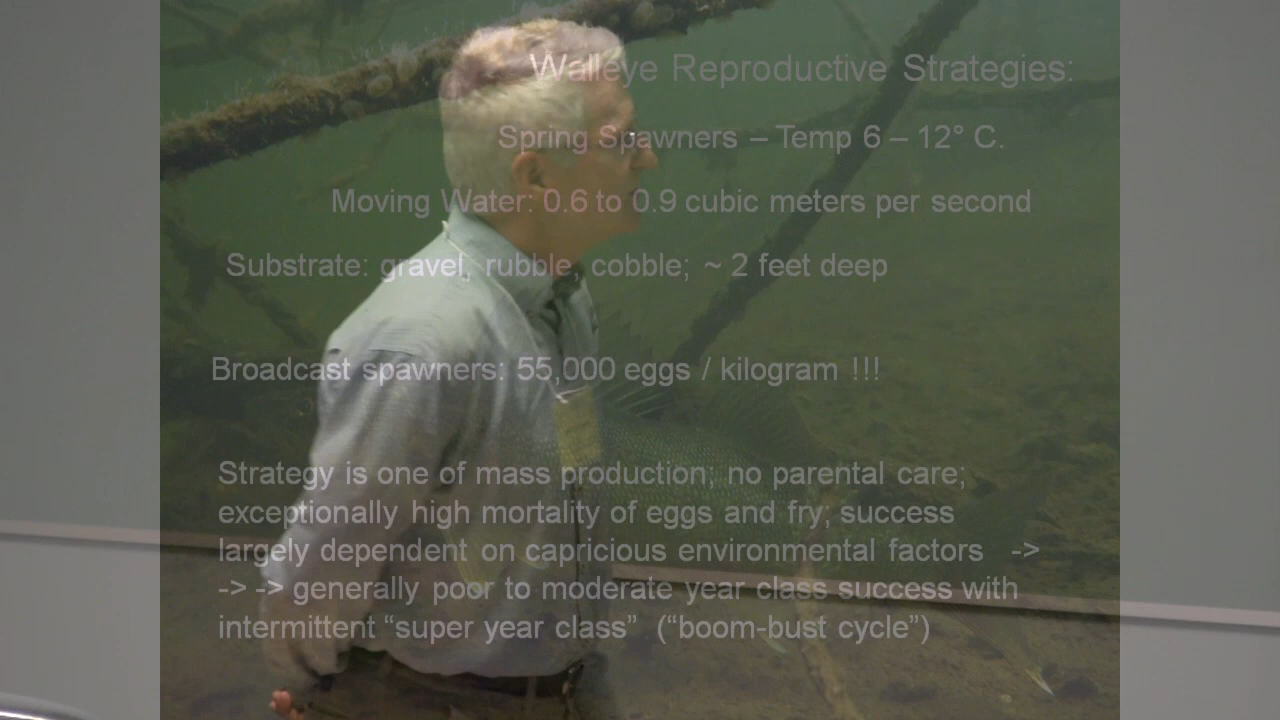 Walleye Reproductive Strategies:
Spring Spawners – Temp 6 – 12° C.
Moving Water: 0.6 to 0.9 cubic meters per second
Substrate: gravel, rubble, cobble; ~ 2 feet deep
Broadcast spawners: 55,000 eggs / kilogram !!!
Strategy is one of mass production; no parental care;
exceptionally high mortality of eggs and fry; success
largely dependent on capricious environmental factors ->
-> -> generally poor to moderate year class success with
intermittent “super year class” (“boom-bust cycle”)